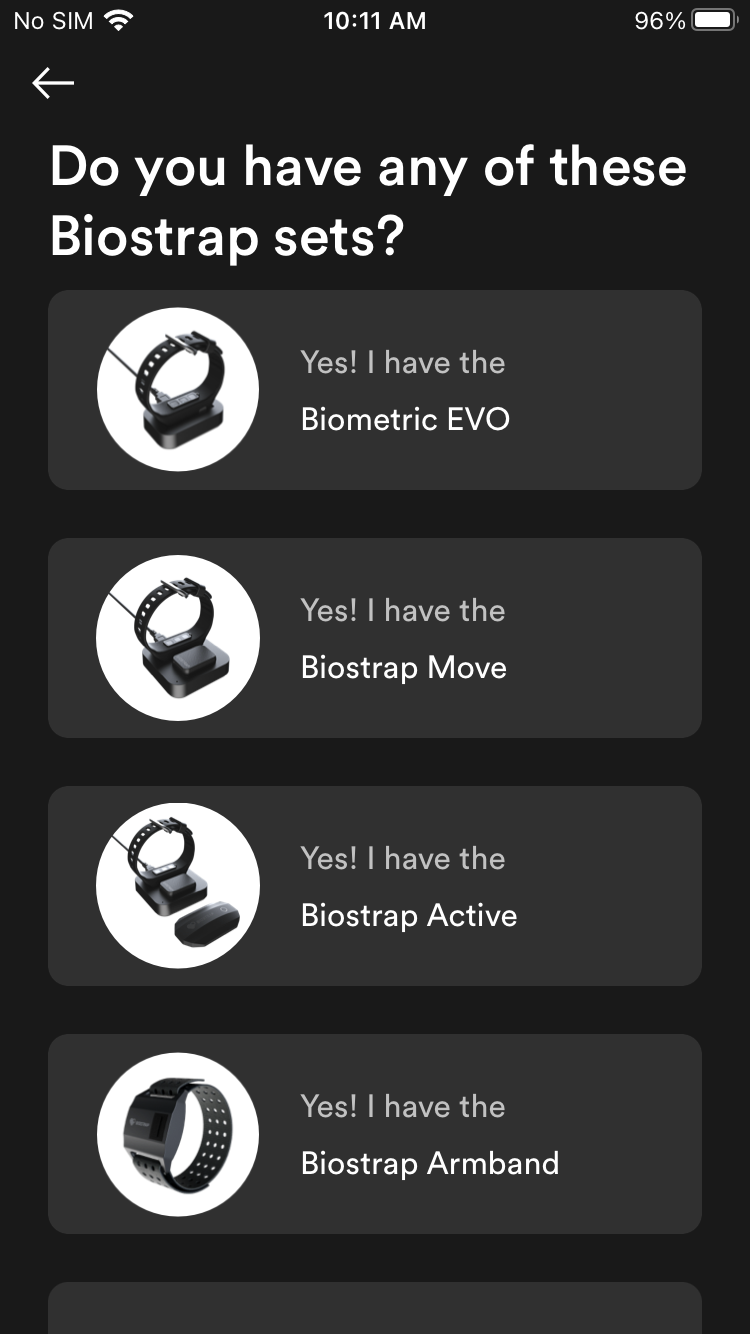 No SIM 10:11 AM 96%
Do you have any of these
Biostrap sets?
Yes! I have the
Biometric EVO
Yes! I have the
Biostrap Move
Yes! I have the
Biostrap Active
Yes! I have the
Biostrap Armband